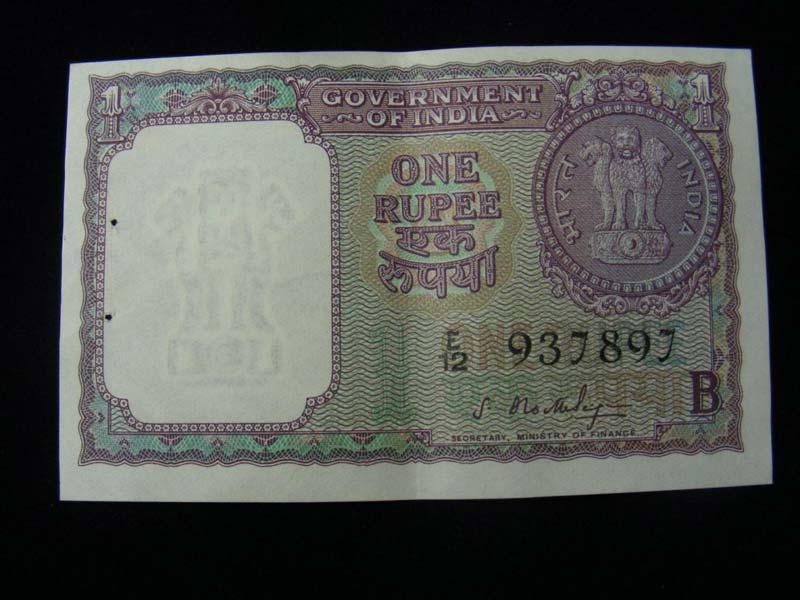 1
1
GOVERNMENT
OF INDIA
ONE
RUPEE
एक
रुपया
भारत
INDIA
E/12 937897
B
SECRETARY, MINISTRY OF FINANCE